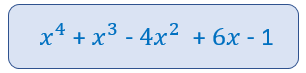 x⁴ + x³ - 4x² + 6x - 1